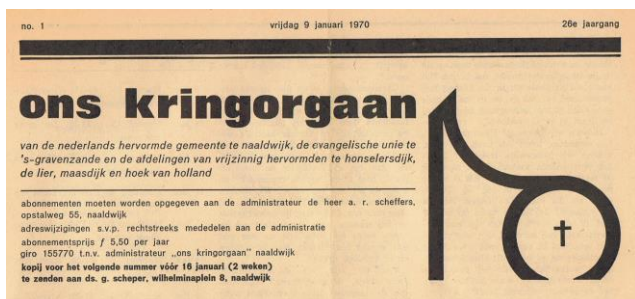 no. 1
vrijdag 9 januari 1970
26e jaargang
ons kringorgaan
van de nederlands hervormde gemeente te naaldwijk, de evangelische unie te
's-gravenzande en de afdelingen van vrijzinnig hervormden te honselersdijk,
de lier, maasdijk en hoek van holland
abonnementen moeten worden opgegeven aan de administrateur de heer a. r. scheffers,
opstalweg 55, naaldwijk
adreswijzigingen s.v.p. rechtstreeks mededelen aan de administratie
abonnementsprijs ƒ 5,50 per jaar
giro 155770 t.n.v. administrateur „ons kringorgaan” naaldwijk
kopij voor het volgende nummer vóór 16 januari (2 weken)
te zenden aan ds. g. scheper, wilhelminaplein 8, naaldwijk